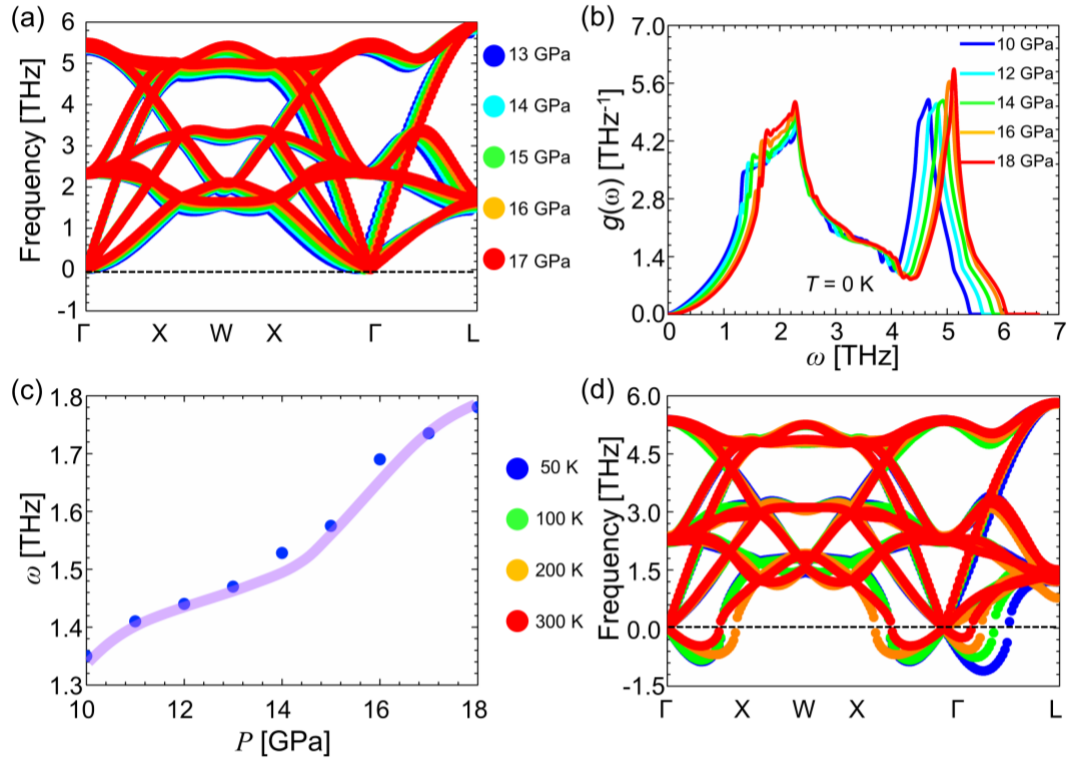 (a)
Frequency [THz]
6
5
4
3
2
1
0
-1
Γ X W X Γ L
13 GPa
14 GPa
15 GPa
16 GPa
17 GPa
(b)
g(ω) [THz⁻¹]
7.0
5.6
4.2
2.8
1.4
0.0
0 1 2 3 4 5 6 7
ω [THz]
T = 0 K
10 GPa
12 GPa
14 GPa
16 GPa
18 GPa
(c)
ω [THz]
1.8
1.7
1.6
1.5
1.4
1.3
10 12 14 16 18
P [GPa]
50 K
100 K
200 K
300 K
(d)
Frequency [THz]
6.0
4.5
3.0
1.5
0.0
-1.5
Γ X W X Γ L